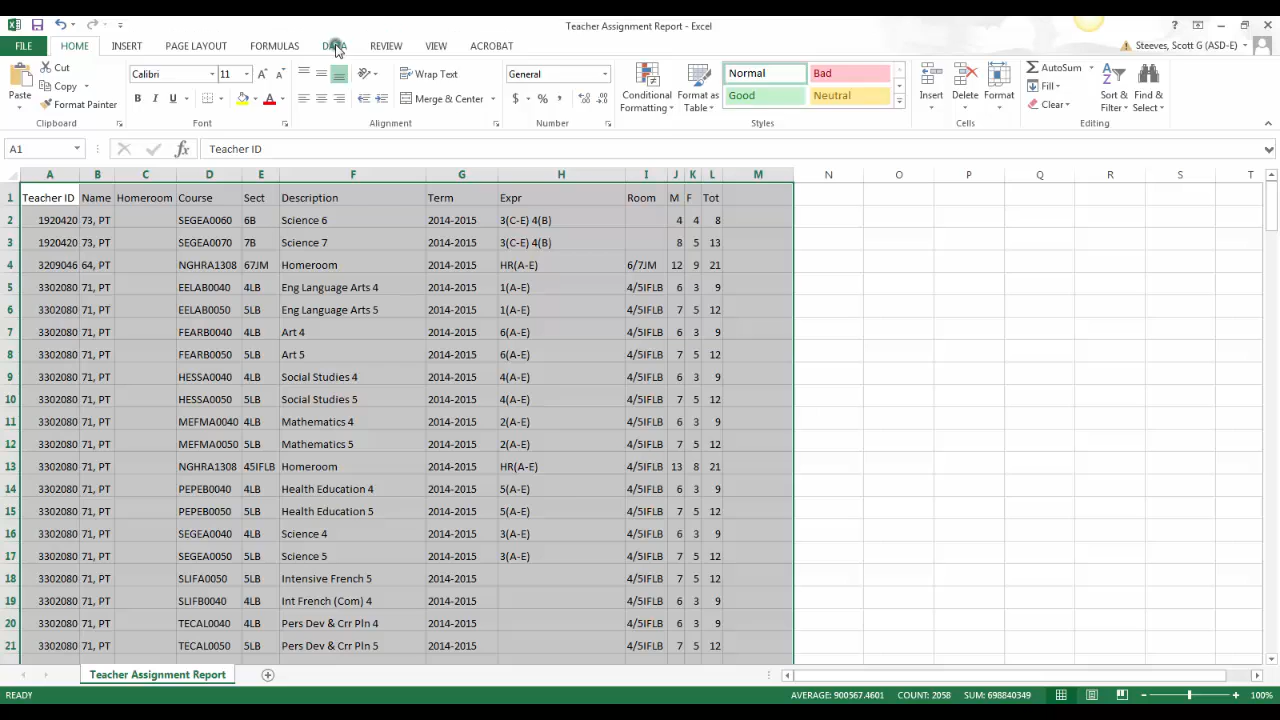 Teacher Assignment Report - Excel
FILE HOME INSERT PAGE LAYOUT FORMULAS DATA REVIEW VIEW ACROBAT Steeves, Scott G (ASD-E)
Paste Cut Copy Format Painter Clipboard
Calibri 11 B I U A Font
Wrap Text Merge & Center Alignment
General $ % , Number
Conditional Formatting Format as Table Normal Bad Good Neutral Styles
Insert Delete Format Cells
AutoSum Fill Clear Sort & Filter Find & Select Editing
A1 fx Teacher ID
A B C D E F G H I J K L M N O P Q R S T
1 Teacher ID Name Homeroom Course Sect Description Term Expr Room M F Tot
2 1920420 73, PT SEGEA0060 6B Science 6 2014-2015 3(C-E) 4(B) 4 4 8
3 1920420 73, PT SEGEA0070 7B Science 7 2014-2015 3(C-E) 4(B) 8 5 13
4 3209046 64, PT NGHRA1308 67JM Homeroom 2014-2015 HR(A-E) 6/7JM 12 9 21
5 3302080 71, PT EELAB0040 4LB Eng Language Arts 4 2014-2015 1(A-E) 4/5IFLB 6 3 9
6 3302080 71, PT EELAB0050 5LB Eng Language Arts 5 2014-2015 1(A-E) 4/5IFLB 7 5 12
7 3302080 71, PT FEARB0040 4LB Art 4 2014-2015 6(A-E) 4/5IFLB 6 3 9
8 3302080 71, PT FEARB0050 5LB Art 5 2014-2015 6(A-E) 4/5IFLB 7 5 12
9 3302080 71, PT HESSA0040 4LB Social Studies 4 2014-2015 4(A-E) 4/5IFLB 6 3 9
10 3302080 71, PT HESSA0050 5LB Social Studies 5 2014-2015 4(A-E) 4/5IFLB 7 5 12
11 3302080 71, PT MEFMA0040 4LB Mathematics 4 2014-2015 2(A-E) 4/5IFLB 6 3 9
12 3302080 71, PT MEFMA0050 5LB Mathematics 5 2014-2015 2(A-E) 4/5IFLB 7 5 12
13 3302080 71, PT NGHRA1308 45IFLB Homeroom 2014-2015 HR(A-E) 4/5IFLB 13 8 21
14 3302080 71, PT PEPEB0040 4LB Health Education 4 2014-2015 5(A-E) 4/5IFLB 6 3 9
15 3302080 71, PT PEPEB0050 5LB Health Education 5 2014-2015 5(A-E) 4/5IFLB 7 5 12
16 3302080 71, PT SEGEA0040 4LB Science 4 2014-2015 3(A-E) 4/5IFLB 6 3 9
17 3302080 71, PT SEGEA0050 5LB Science 5 2014-2015 3(A-E) 4/5IFLB 7 5 12
18 3302080 71, PT SLIFA0050 5LB Intensive French 5 2014-2015 4/5IFLB 7 5 12
19 3302080 71, PT SLIFB0040 4LB Int French (Com) 4 2014-2015 4/5IFLB 6 3 9
20 3302080 71, PT TECAL0040 4LB Pers Dev & Crr Pln 4 2014-2015 4/5IFLB 6 3 9
21 3302080 71, PT TECAL0050 5LB Pers Dev & Crr Pln 5 2014-2015 4/5IFLB 7 5 12
Teacher Assignment Report
READY AVERAGE: 900567.4601 COUNT: 2058 SUM: 698840349 100%